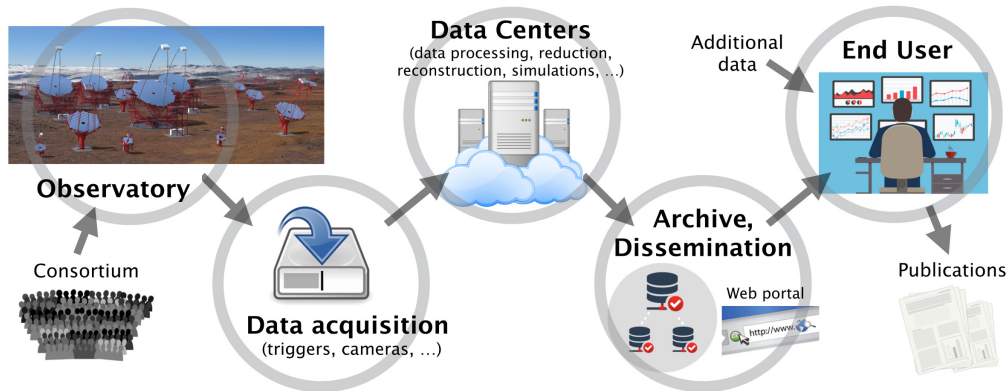 Observatory
Consortium
Data acquisition
(triggers, cameras, ...)
Data Centers
(data processing, reduction,
reconstruction, simulations, ...)
Archive,
Dissemination
Web portal
http://www.
Additional
data
End User
Publications